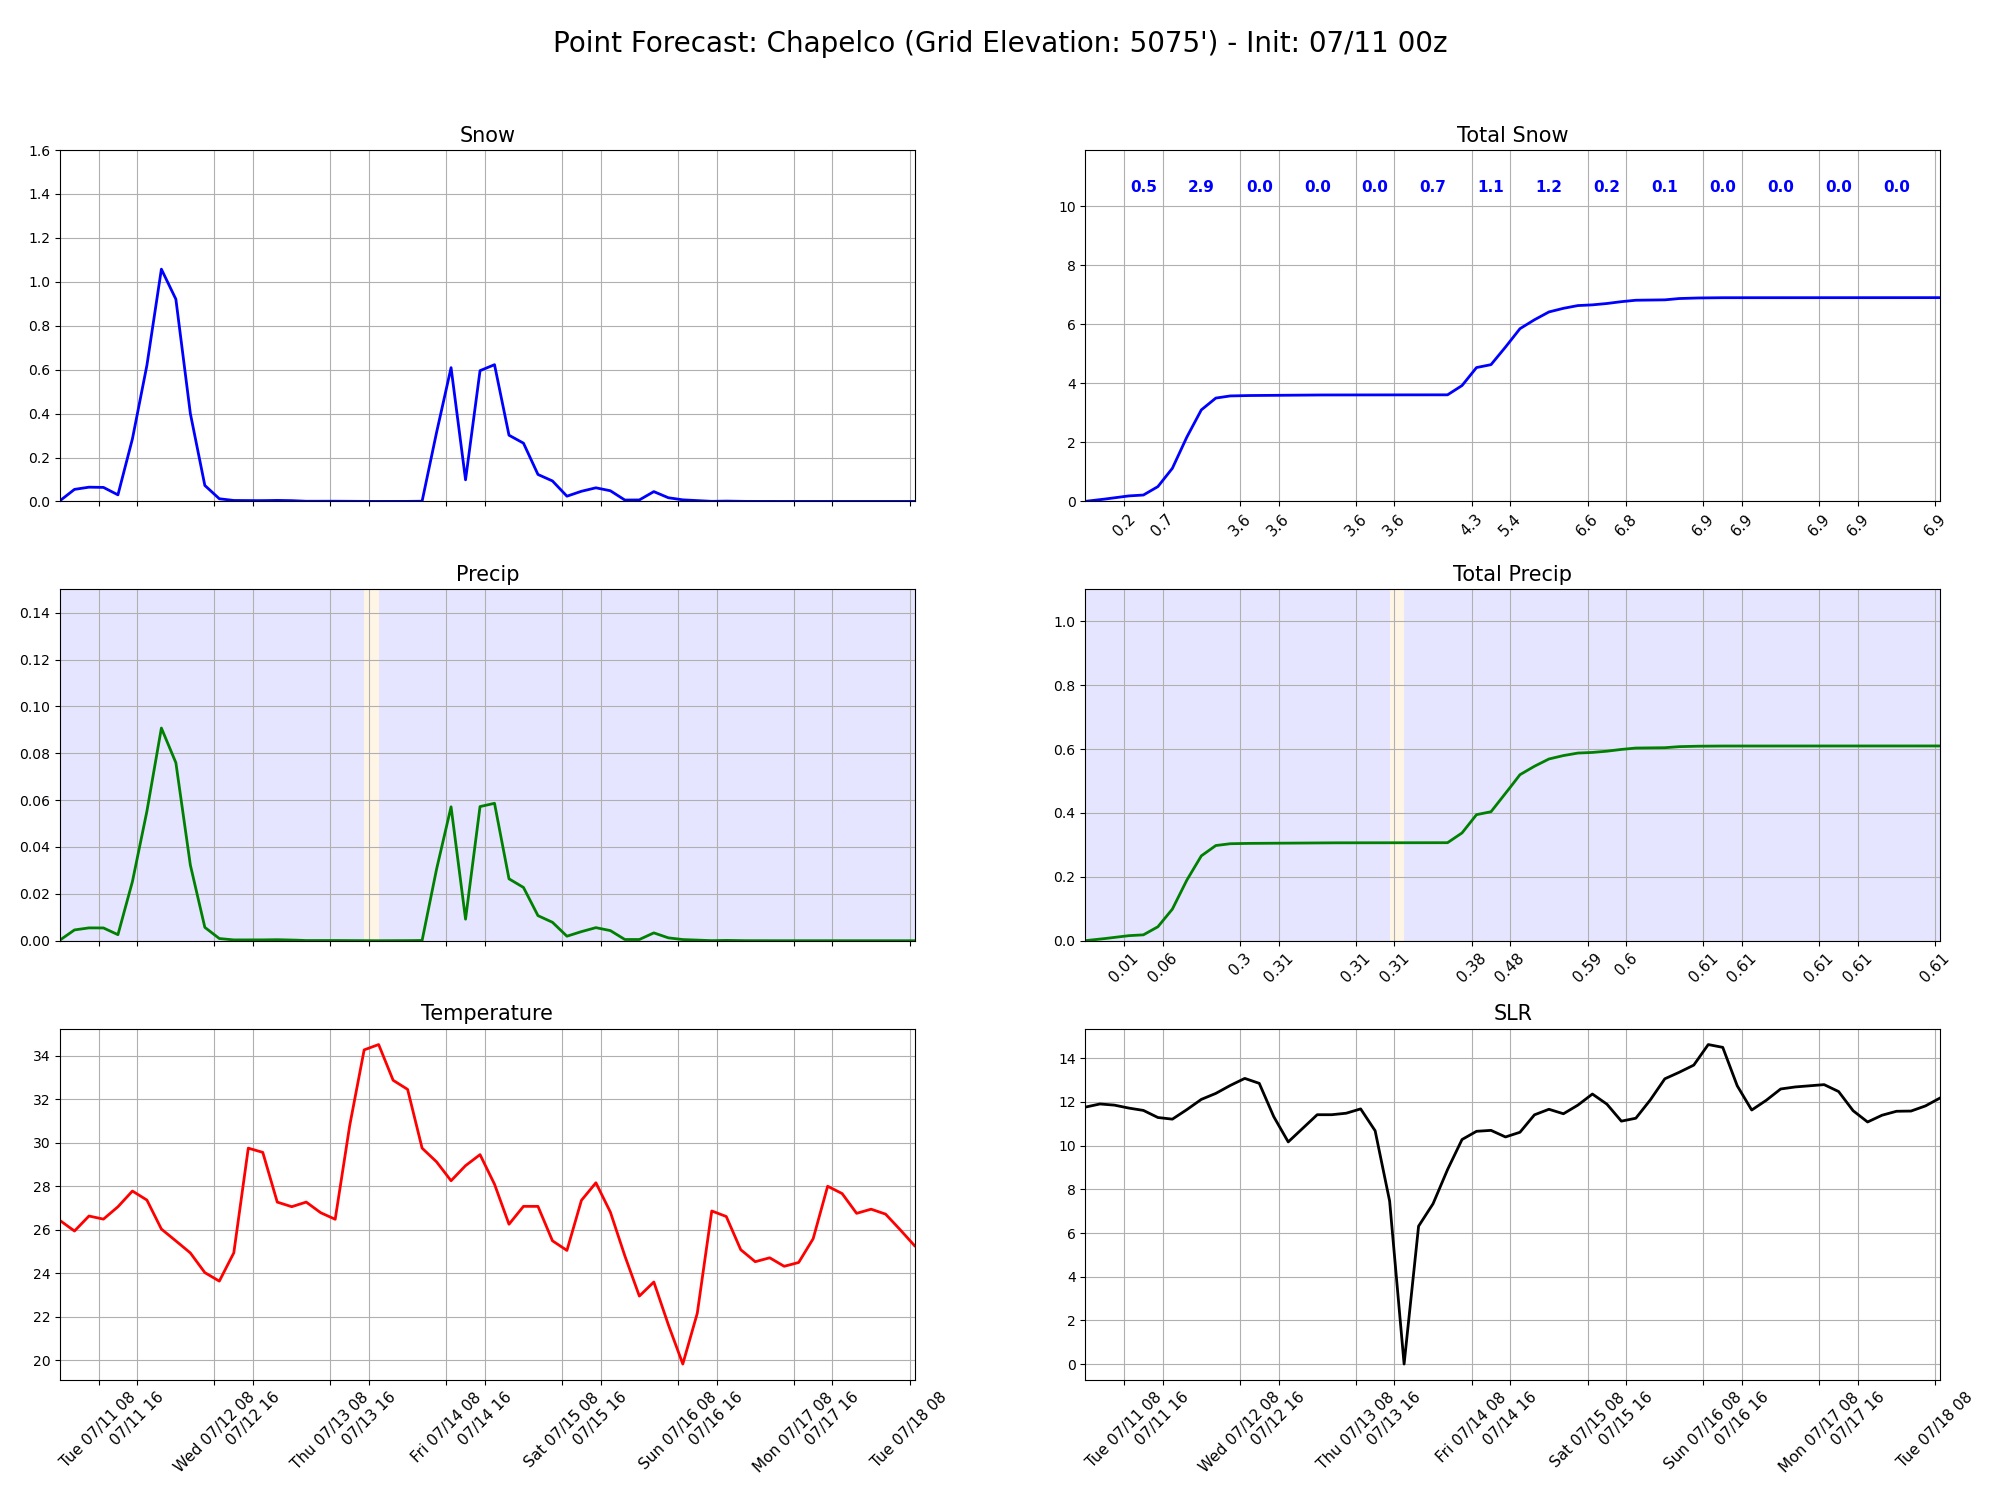 Point Forecast: Chapelco (Grid Elevation: 5075') - Init: 07/11 00z
Snow
1.6
1.4
1.2
1.0
0.8
0.6
0.4
0.2
0.0
Total Snow
0.5 2.9 0.0 0.0 0.0 0.7 1.1 1.2 0.2 0.1 0.0 0.0 0.0 0.0
10
8
6
4
2
0
0.2 0.7 3.6 3.6 3.6 3.6 4.3 5.4 6.6 6.8 6.9 6.9 6.9 6.9 6.9
Precip
0.14
0.12
0.10
0.08
0.06
0.04
0.02
0.00
Total Precip
1.0
0.8
0.6
0.4
0.2
0.0
0.01 0.06 0.3 0.31 0.31 0.31 0.38 0.48 0.59 0.6 0.61 0.61 0.61 0.61 0.61
Temperature
34
32
30
28
26
24
22
20
Tue 07/11 08
07/11 16
Wed 07/12 08
07/12 16
Thu 07/13 08
07/13 16
Fri 07/14 08
07/14 16
Sat 07/15 08
07/15 16
Sun 07/16 08
07/16 16
Mon 07/17 08
07/17 16
Tue 07/18 08
SLR
14
12
10
8
6
4
2
0
Tue 07/11 08
07/11 16
Wed 07/12 08
07/12 16
Thu 07/13 08
07/13 16
Fri 07/14 08
07/14 16
Sat 07/15 08
07/15 16
Sun 07/16 08
07/16 16
Mon 07/17 08
07/17 16
Tue 07/18 08